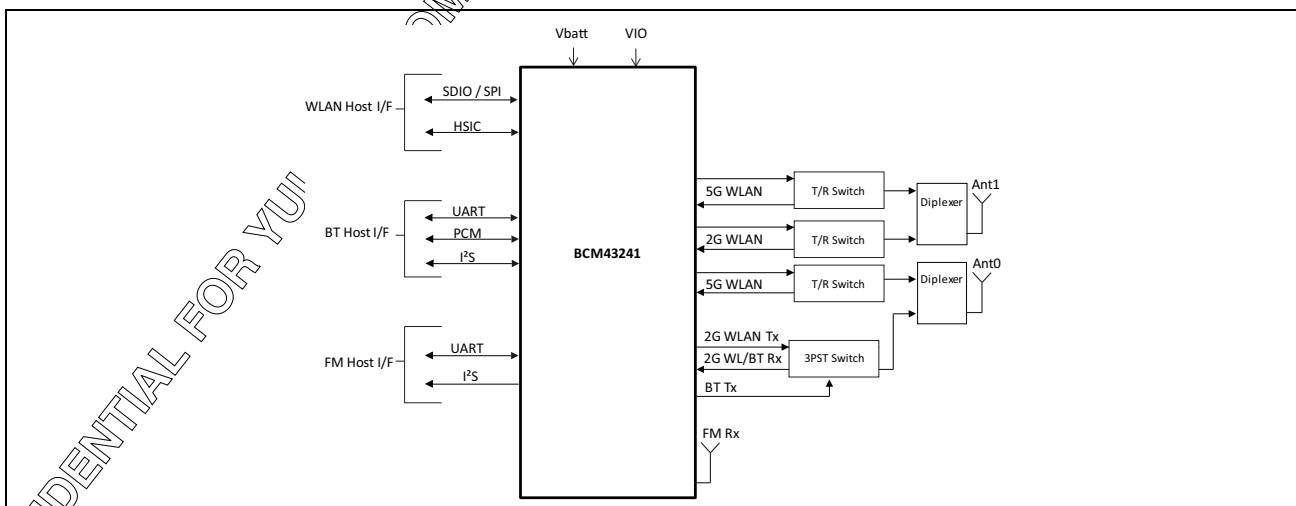 Vbatt VIO
WLAN Host I/F
SDIO / SPI
HSIC
BT Host I/F
UART
PCM
I²S
FM Host I/F
UART
I²S
BCM43241
5G WLAN
T/R Switch
2G WLAN
T/R Switch
Diplexer
Ant1
5G WLAN
T/R Switch
Diplexer
Ant0
2G WLAN Tx
2G WL/BT Rx
BT Tx
3PST Switch
FM Rx
FOR